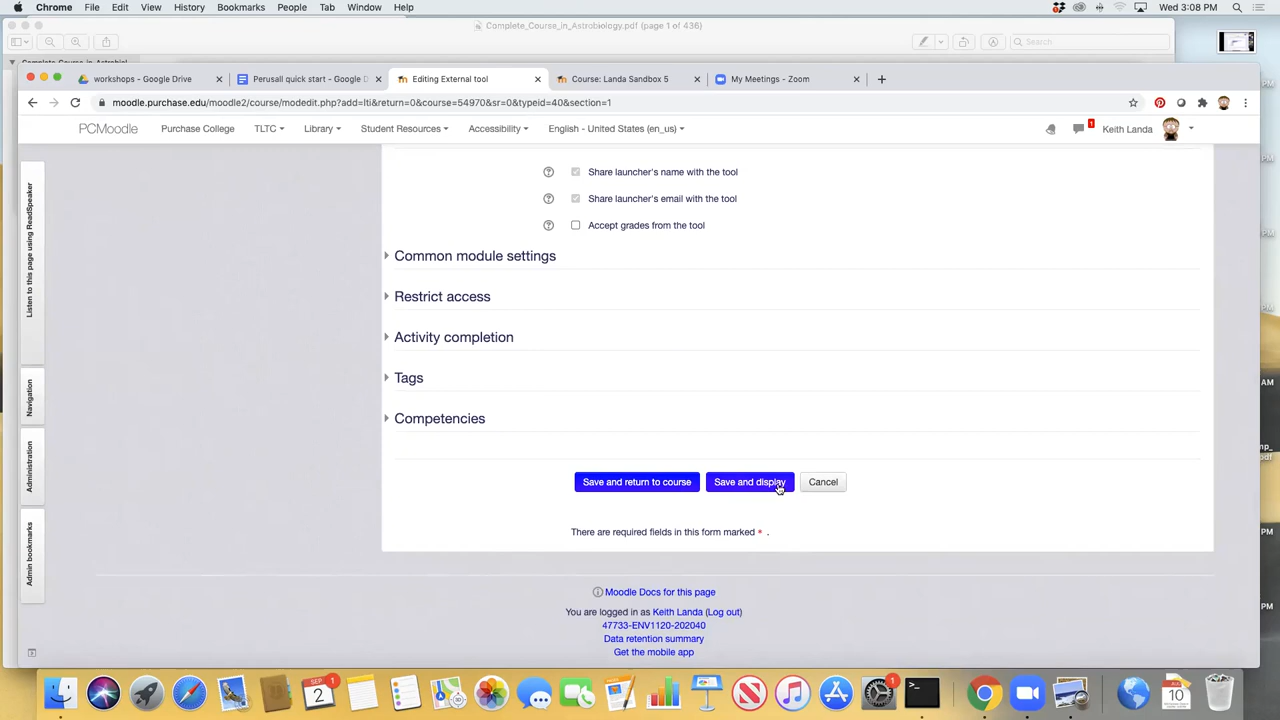 Chrome File Edit View History Bookmarks People Tab Window Help Wed 3:08 PM
Complete_Course_in_Astrobiology.pdf (page 1 of 436)
Search
workshops - Google Drive Perusall quick start - Google D Editing External tool Course: Landa Sandbox 5 My Meetings - Zoom
moodle.purchase.edu/moodle2/course/modedit.php?add=lti&return=0&course=54970&sr=0&typeid=40&section=1
PCMoodle Purchase College TLTC Library Student Resources Accessibility English - United States (en_us) 1 Keith Landa
Share launcher's name with the tool
Share launcher's email with the tool
Accept grades from the tool
Common module settings
Restrict access
Activity completion
Tags
Competencies
Save and return to course Save and display Cancel
There are required fields in this form marked * .
Moodle Docs for this page
You are logged in as Keith Landa (Log out)
47733-ENV1120-202040
Data retention summary
Get the mobile app
Listen to this page using ReadSpeaker
Navigation
Administration
Admin bookmarks
SEP
2
1
1
10